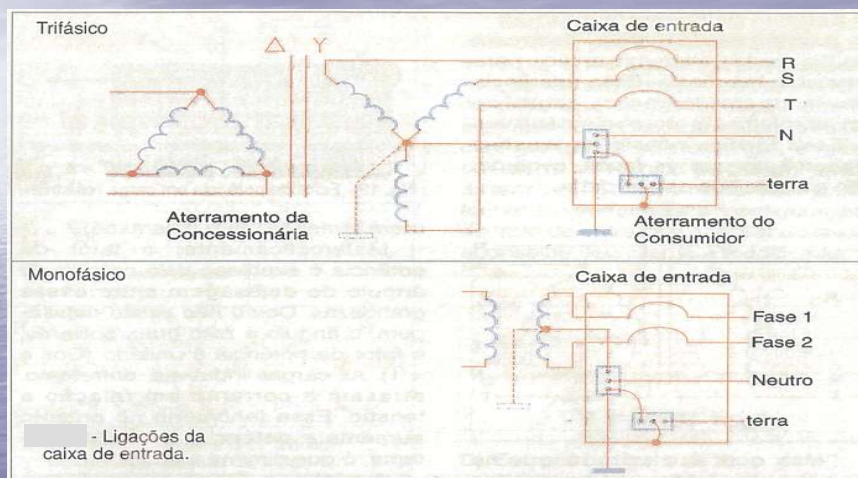 Trifásico
Caixa de entrada
Δ Y
R
S
T
N
terra
Aterramento da
Concessionária
Aterramento do
Consumidor
Monofásico
Caixa de entrada
Fase 1
Fase 2
Neutro
terra
- Ligações da
caixa de entrada.